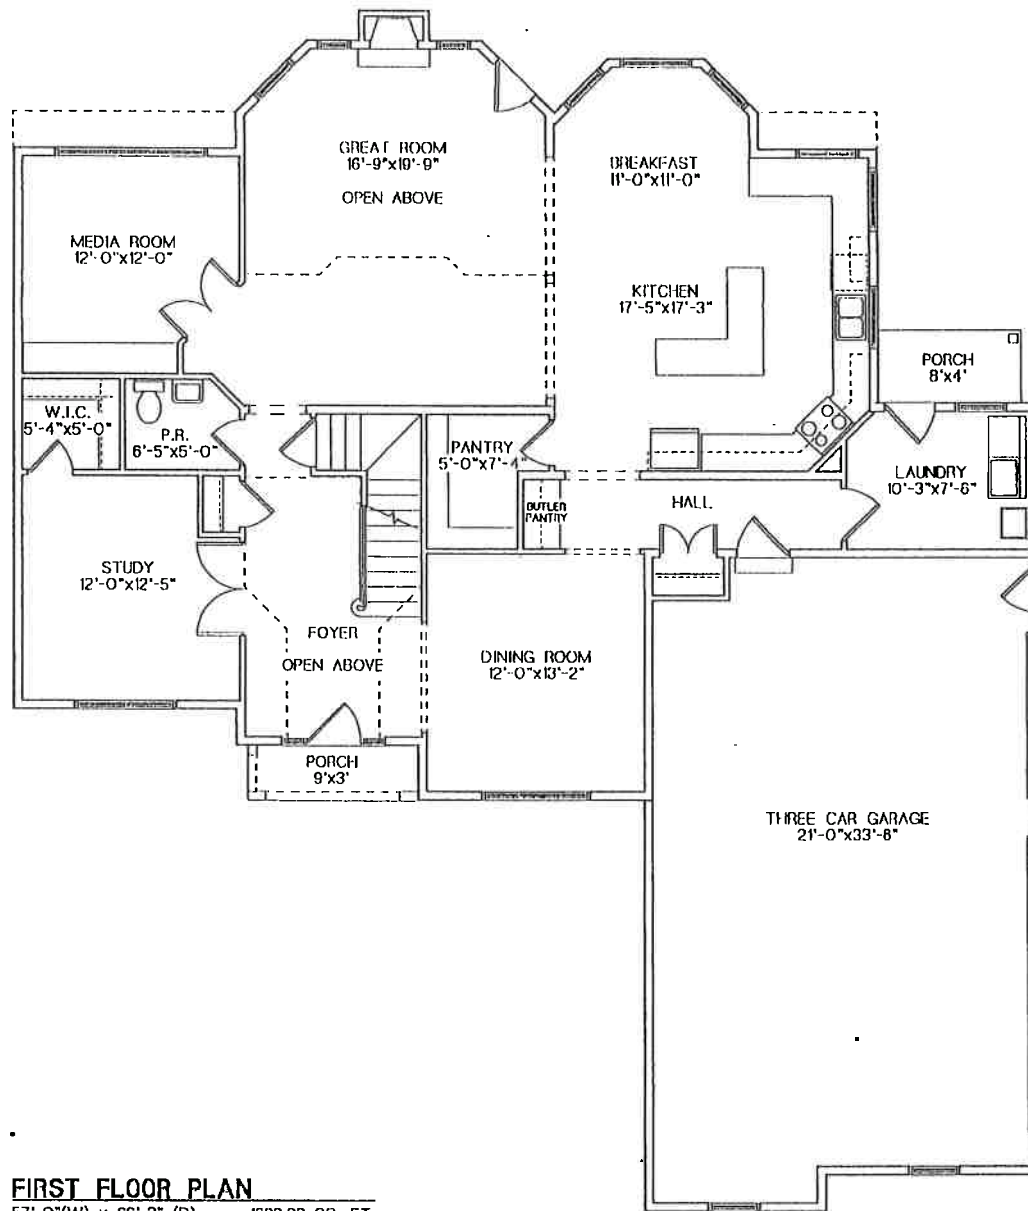 GREAT ROOM
16'-9"x19'-9"
OPEN ABOVE
BREAKFAST
11'-0"x11'-0"
MEDIA ROOM
12'-0"x12'-0"
KITCHEN
17'-5"x17'-3"
PORCH
8'x4'
W.I.C.
5'-4"x5'-0"
P.R.
6'-5"x5'-0"
PANTRY
5'-0"x7'-4"
LAUNDRY
10'-3"x7'-6"
BUTLER
PANTRY
HALL
STUDY
12'-0"x12'-5"
FOYER
OPEN ABOVE
DINING ROOM
12'-0"x13'-2"
PORCH
9'x3'
THREE CAR GARAGE
21'-0"x33'-8"
FIRST FLOOR PLAN